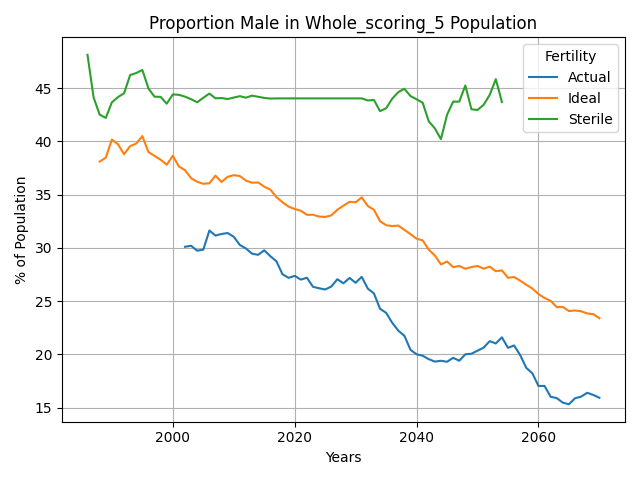 Proportion Male in Whole_scoring_5 Population
Fertility
Actual
Ideal
Sterile
% of Population
45
40
35
30
25
20
15
2000
2020
2040
2060
Years